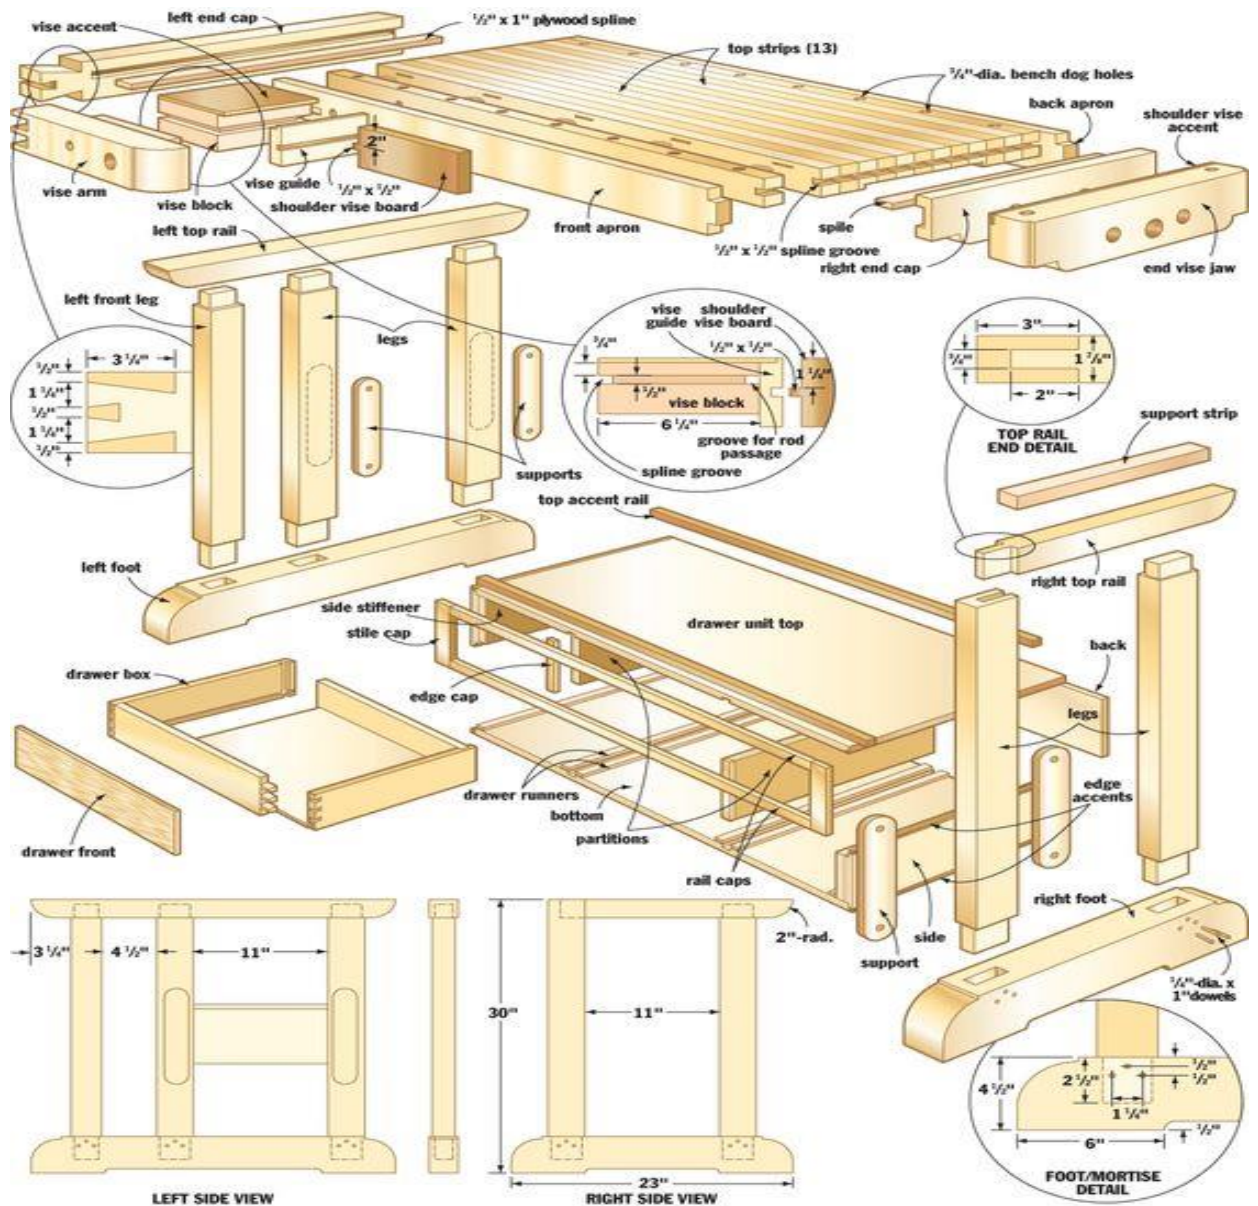 vise accent
left end cap
½" x 1" plywood spline
top strips (13)
¾"-dia. bench dog holes
back apron
shoulder vise
accent
vise arm
vise block
vise guide
2"
½" x ½"
shoulder vise board
front apron
½" x ½" spline groove
spile
right end cap
end vise jaw
left top rail
left front leg
legs
supports
3 ¼"
½"
1 ¼"
½"
1 ¼"
½"
vise
guide
shoulder
vise board
¾"
½" x ½"
½"
1 ¼"
vise block
6 ¼"
groove for rod
passage
spline groove
3"
¾"
1 ⅞"
2"
TOP RAIL
END DETAIL
support strip
right top rail
top accent rail
left foot
side stiffener
stile cap
drawer unit top
back
drawer box
edge cap
legs
drawer runners
bottom
partitions
edge
accents
drawer front
rail caps
support
side
right foot
¼"-dia. x
1" dowels
3 ¼"
4 ½"
11"
2"-rad.
30"
11"
23"
LEFT SIDE VIEW
RIGHT SIDE VIEW
4 ½"
2 ½"
½"
½"
1 ¼"
½"
6"
FOOT/MORTISE
DETAIL